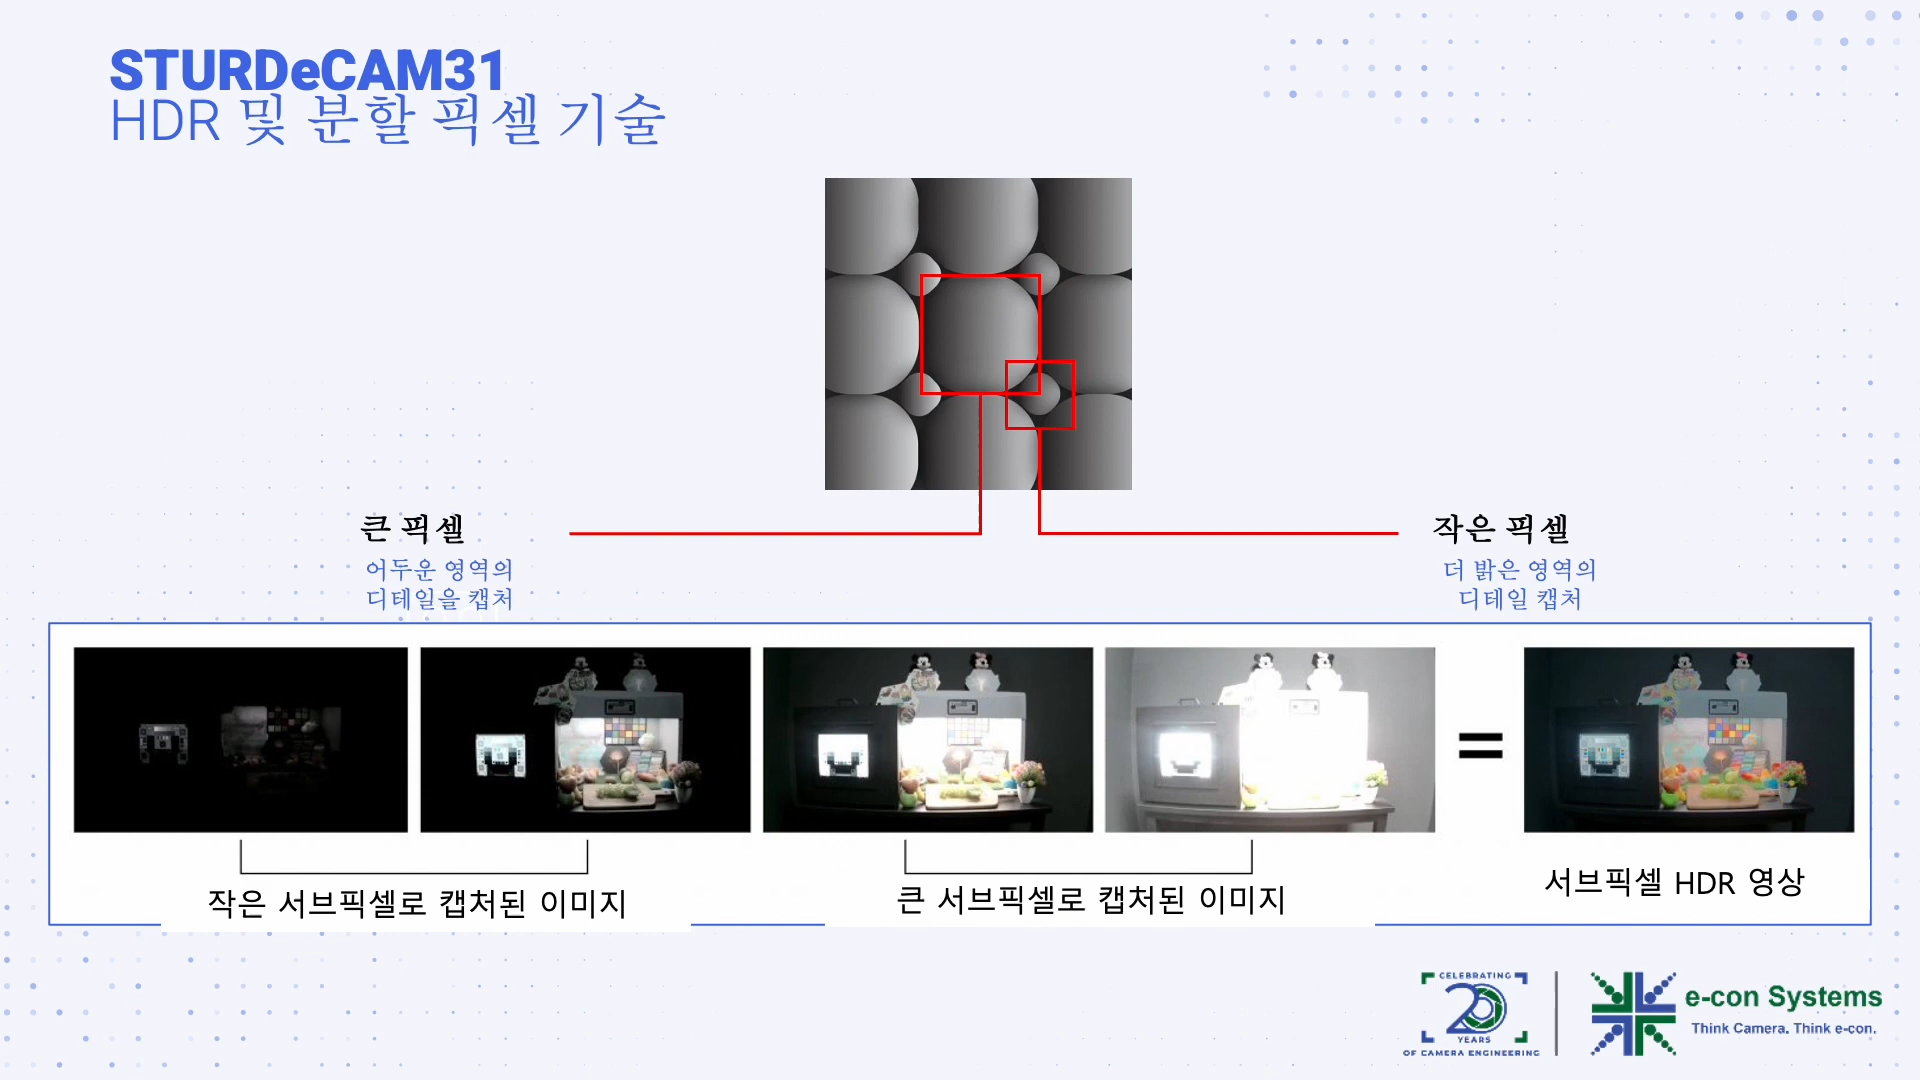 STURDeCAM31
HDR 및 분할 픽셀 기술
큰 픽셀
어두운 영역의
디테일을 캡처
작은 픽셀
더 밝은 영역의
디테일 캡처
=
작은 서브픽셀로 캡처된 이미지
큰 서브픽셀로 캡처된 이미지
서브픽셀 HDR 영상
CELEBRATING
20
YEARS
OF CAMERA ENGINEERING
e-con Systems
Think Camera. Think e-con.